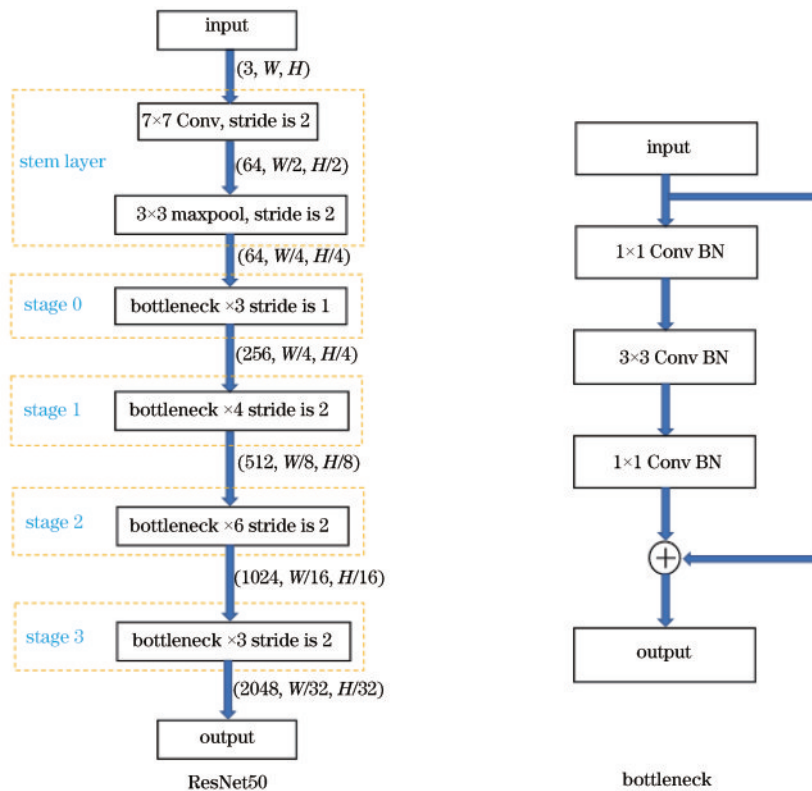 input
(3, W, H)
stem layer
7×7 Conv, stride is 2
(64, W/2, H/2)
3×3 maxpool, stride is 2
(64, W/4, H/4)
stage 0
bottleneck ×3 stride is 1
(256, W/4, H/4)
stage 1
bottleneck ×4 stride is 2
(512, W/8, H/8)
stage 2
bottleneck ×6 stride is 2
(1024, W/16, H/16)
stage 3
bottleneck ×3 stride is 2
(2048, W/32, H/32)
output
ResNet50
input
1×1 Conv BN
3×3 Conv BN
1×1 Conv BN
+
output
bottleneck